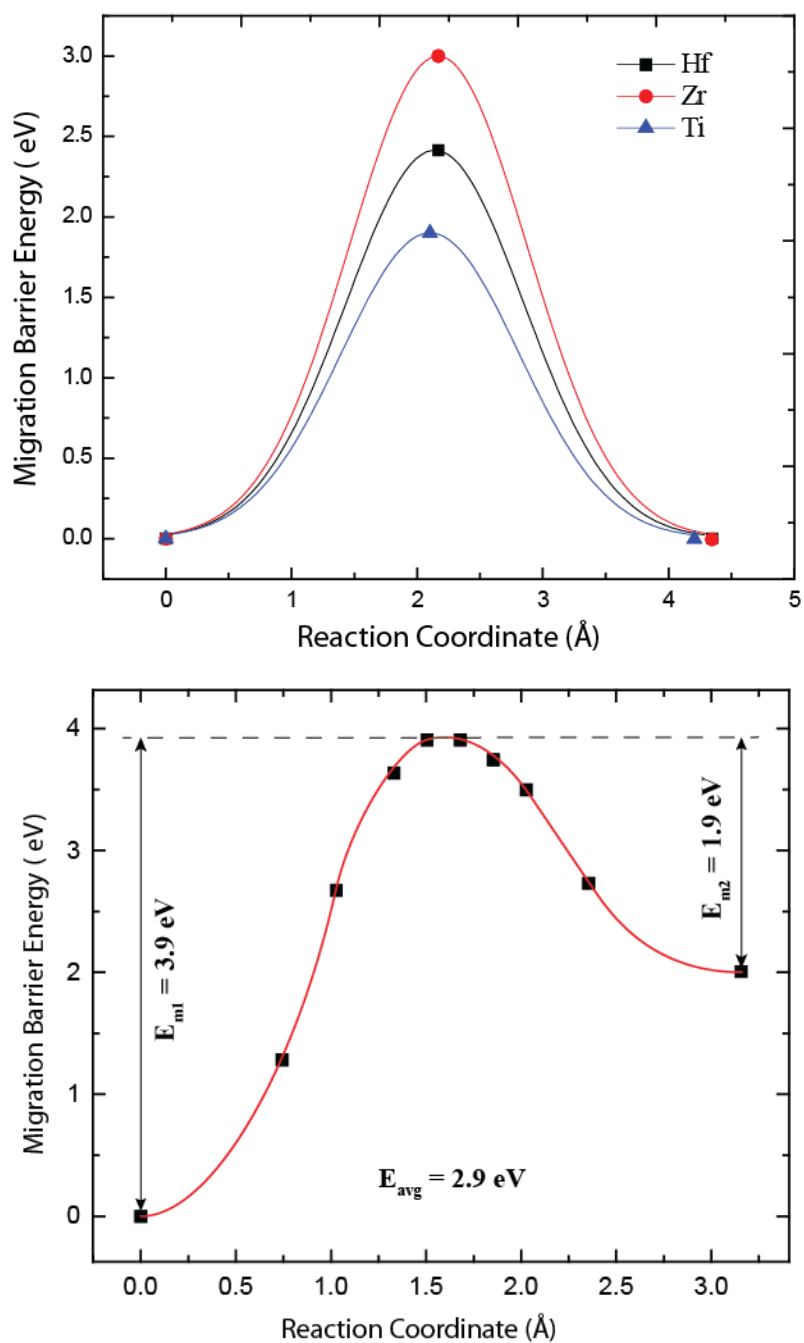 Hf
Zr
Ti
Migration Barrier Energy ( eV)
3.0
2.5
2.0
1.5
1.0
0.5
0.0
0 1 2 3 4 5
Reaction Coordinate (Å)
Migration Barrier Energy ( eV)
4
3
2
1
0
E_m1 = 3.9 eV
E_m2 = 1.9 eV
E_avg = 2.9 eV
0.0 0.5 1.0 1.5 2.0 2.5 3.0
Reaction Coordinate (Å)